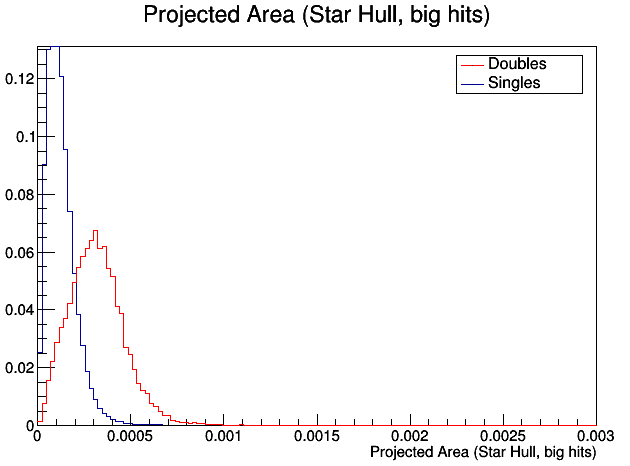 Projected Area (Star Hull, big hits)
Doubles
Singles
0.12
0.1
0.08
0.06
0.04
0.02
0
0 0.0005 0.001 0.0015 0.002 0.0025 0.003
Projected Area (Star Hull, big hits)